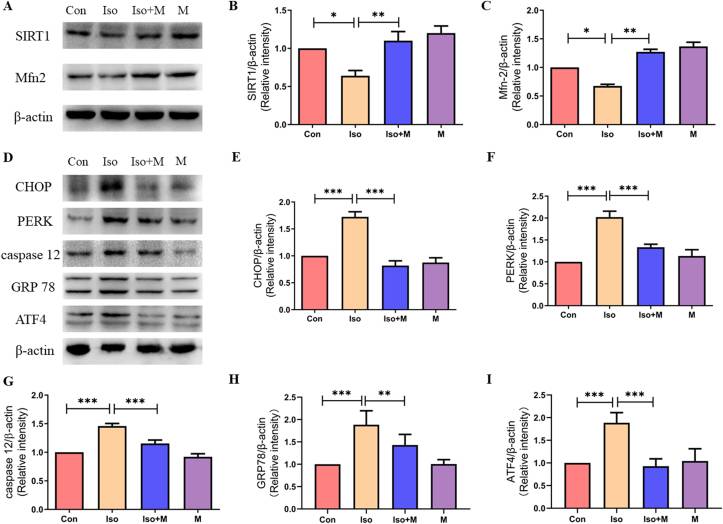 A
Con Iso Iso+M M
SIRT1
Mfn2
β-actin
B
SIRT1/β-actin
(Relative intensity)
1.5
1.0
0.5
0.0
* **
Con Iso Iso+M M
C
Mfn-2/β-actin
(Relative intensity)
2.0
1.5
1.0
0.5
0.0
* **
Con Iso Iso+M M
D
Con Iso Iso+M M
CHOP
PERK
caspase 12
GRP 78
ATF4
β-actin
E
CHOP/β-actin
(Relative intensity)
2.0
1.5
1.0
0.5
0.0
*** ***
Con Iso Iso+M M
F
PERK/β-actin
(Relative intensity)
2.5
2.0
1.5
1.0
0.5
0.0
*** ***
Con Iso Iso+M M
G
caspase 12/β-actin
(Relative intensity)
2.0
1.5
1.0
0.5
0.0
*** ***
Con Iso Iso+M M
H
GRP78/β-actin
(Relative intensity)
2.5
2.0
1.5
1.0
0.5
0.0
*** **
Con Iso Iso+M M
I
ATF4/β-actin
(Relative intensity)
2.5
2.0
1.5
1.0
0.5
0.0
*** ***
Con Iso Iso+M M